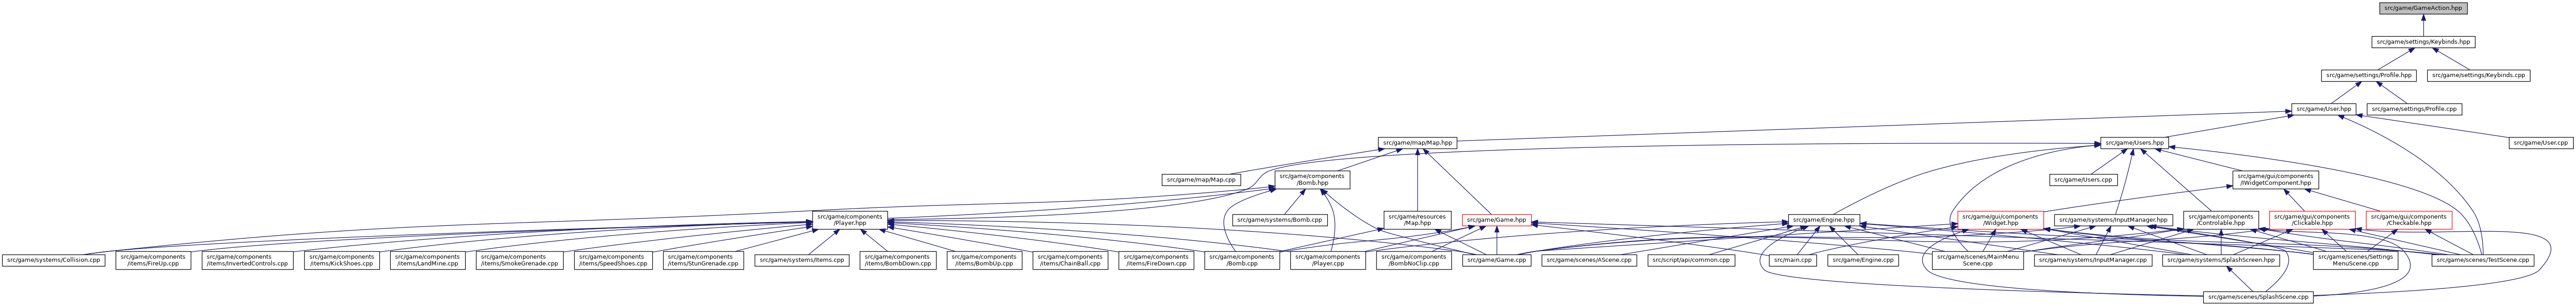 src/game/GameAction.hpp
src/game/settings/Keybinds.hpp
src/game/settings/Profile.hpp
src/game/settings/Keybinds.cpp
src/game/User.hpp
src/game/settings/Profile.cpp
src/game/map/Map.hpp
src/game/Users.hpp
src/game/User.cpp
src/game/map/Map.cpp
src/game/components
/Bomb.hpp
src/game/Users.cpp
src/game/gui/components
/IWidgetComponent.hpp
src/game/components
/Player.hpp
src/game/systems/Bomb.cpp
src/game/resources
/Map.hpp
src/game/Game.hpp
src/game/Engine.hpp
src/game/gui/components
/Widget.hpp
src/game/systems/InputManager.hpp
src/game/components
/Controlable.hpp
src/game/gui/components
/Clickable.hpp
src/game/gui/components
/Checkable.hpp
src/game/systems/Collision.cpp
src/game/components
/items/FireUp.cpp
src/game/components
/items/InvertedControls.cpp
src/game/components
/items/KickShoes.cpp
src/game/components
/items/LandMine.cpp
src/game/components
/items/SmokeGrenade.cpp
src/game/components
/items/SpeedShoes.cpp
src/game/components
/items/StunGrenade.cpp
src/game/systems/Items.cpp
src/game/components
/items/BombDown.cpp
src/game/components
/items/BombUp.cpp
src/game/components
/items/ChainBall.cpp
src/game/components
/items/FireDown.cpp
src/game/components
/Bomb.cpp
src/game/components
/Player.cpp
src/game/components
/BombNoClip.cpp
src/game/Game.cpp
src/game/scenes/AScene.cpp
src/script/api/common.cpp
src/main.cpp
src/game/Engine.cpp
src/game/scenes/MainMenu
Scene.cpp
src/game/systems/InputManager.cpp
src/game/systems/SplashScreen.hpp
src/game/scenes/Settings
MenuScene.cpp
src/game/scenes/TestScene.cpp
src/game/scenes/SplashScene.cpp